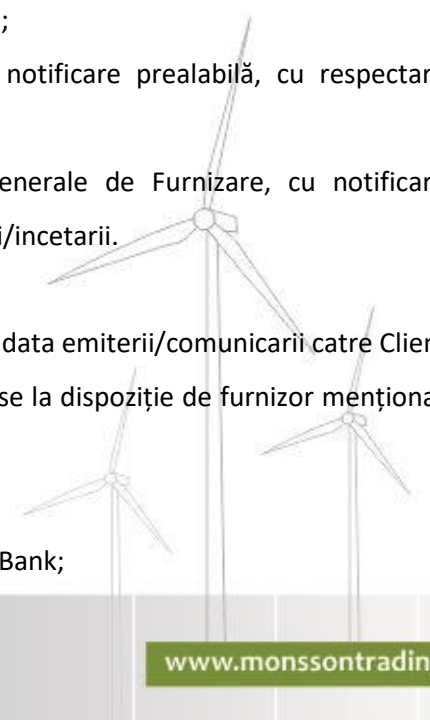 ;
notificare prealabilă, cu respectar
enerale de Furnizare, cu notificar
i/incetarii.
data emiterii/comunicarii catre Clien
se la dispoziție de furnizor menționa
Bank;
www.monssontradin